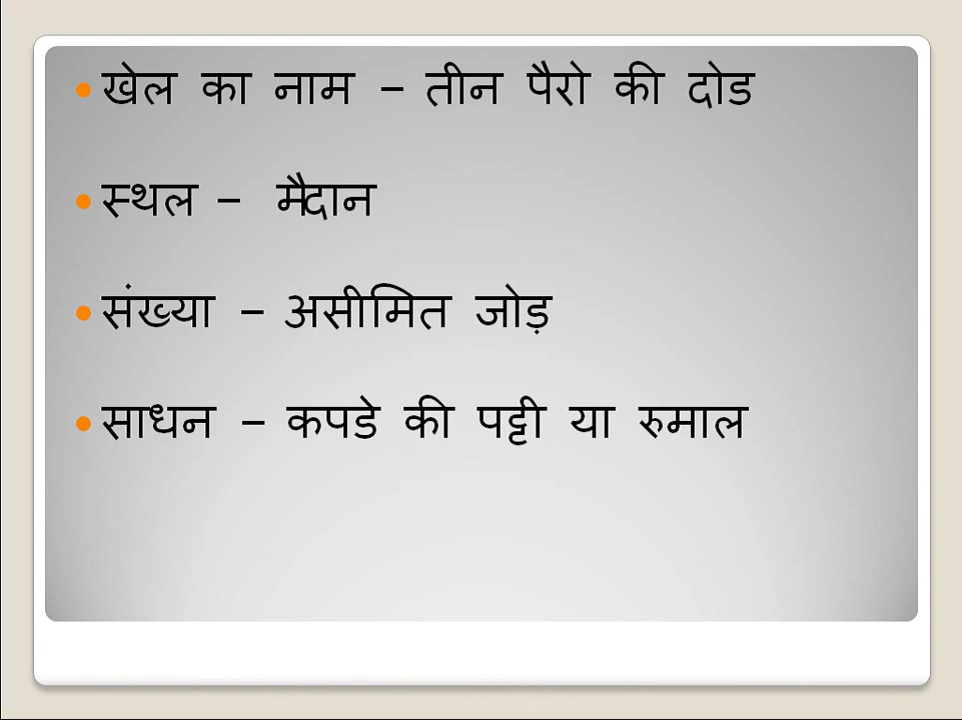 खेल का नाम – तीन पैरो की दोड
स्थल – मैदान
संख्या – असीमित जोड़
साधन – कपडे की पट्टी या रुमाल